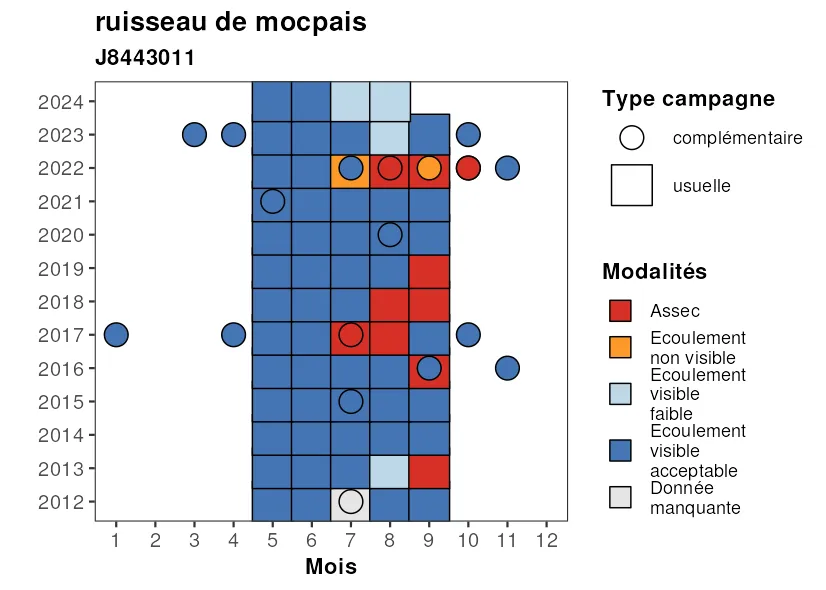 ruisseau de mocpais
J8443011
2024
2023
2022
2021
2020
2019
2018
2017
2016
2015
2014
2013
2012
1 2 3 4 5 6 7 8 9 10 11 12
Mois
Type campagne
complémentaire
usuelle
Modalités
Assec
Ecoulement
non visible
Ecoulement
visible
faible
Ecoulement
visible
acceptable
Donnée
manquante